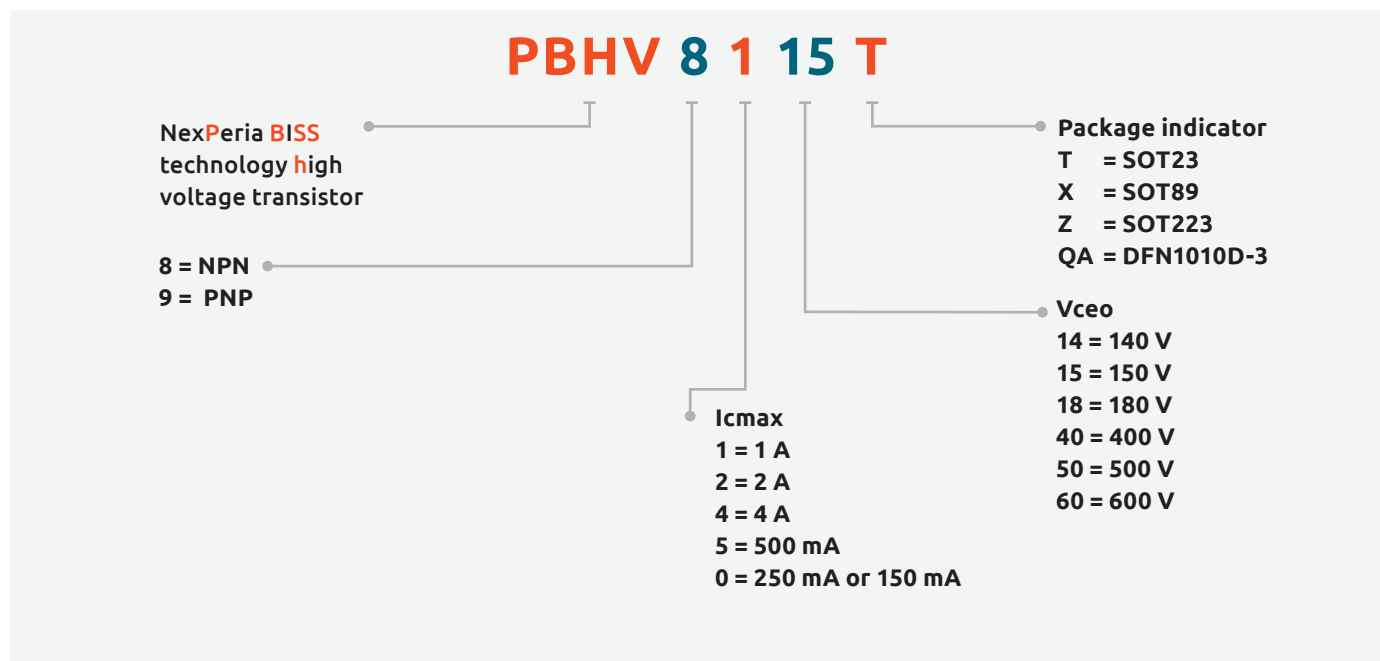 PBHV 8 1 15 T
NexPeria BISS
technology high
voltage transistor
8 = NPN
9 = PNP
Icmax
1 = 1 A
2 = 2 A
4 = 4 A
5 = 500 mA
0 = 250 mA or 150 mA
Package indicator
T = SOT23
X = SOT89
Z = SOT223
QA = DFN1010D-3
Vceo
14 = 140 V
15 = 150 V
18 = 180 V
40 = 400 V
50 = 500 V
60 = 600 V